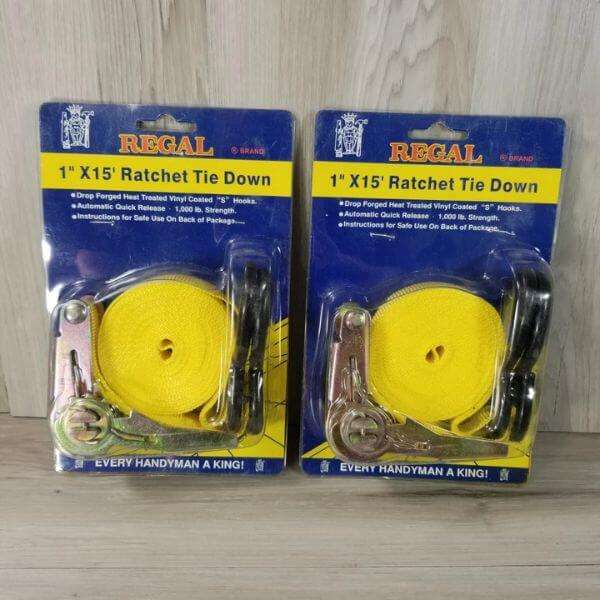 REGAL
® BRAND
1" X15' Ratchet Tie Down
•Drop Forged Heat Treated Vinyl Coated "S" Hooks.
•Automatic Quick Release · 1,000 lb. Strength.
•Instructions for Safe Use On Back of Package.
EVERY HANDYMAN A KING!
REGAL
® BRAND
1" X15' Ratchet Tie Down
•Drop Forged Heat Treated Vinyl Coated "S" Hooks.
•Automatic Quick Release · 1,000 lb. Strength.
•Instructions for Safe Use On Back of Package.
EVERY HANDYMAN A KING!